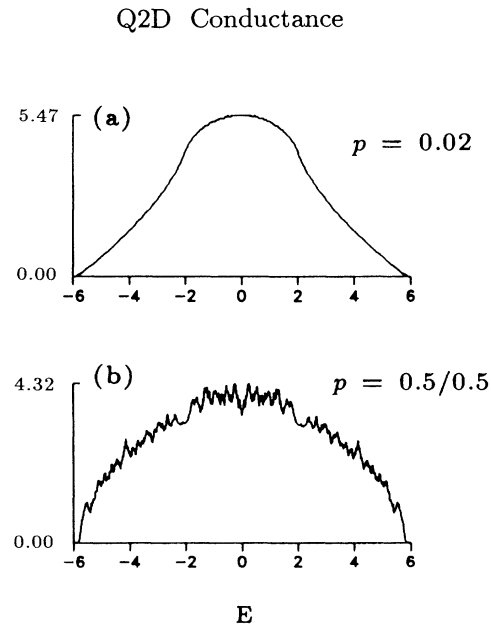 Q2D Conductance
5.47
(a)
p = 0.02
0.00
-6 -4 -2 0 2 4 6
4.32
(b)
p = 0.5/0.5
0.00
-6 -4 -2 0 2 4 6
E